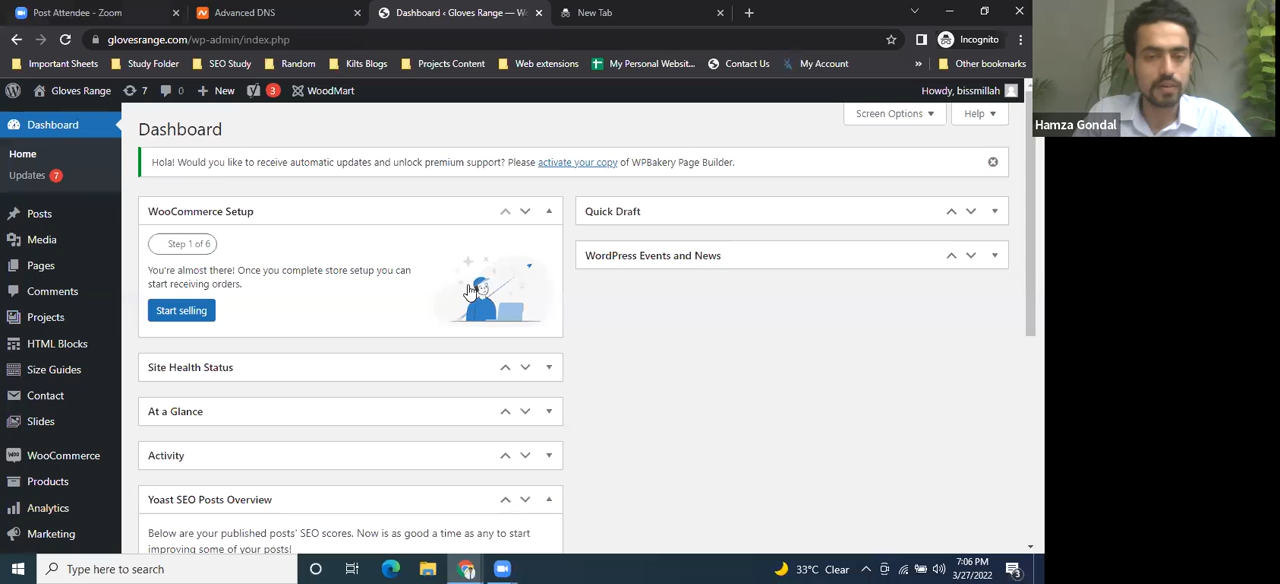 Post Attendee - Zoom
Advanced DNS
Dashboard ‹ Gloves Range — W
New Tab
glovesrange.com/wp-admin/index.php
Incognito
Important Sheets
Study Folder
SEO Study
Random
Kilts Blogs
Projects Content
Web extensions
My Personal Websit...
Contact Us
My Account
»
Other bookmarks
Gloves Range
7
0
New
3
WoodMart
Howdy, bissmillah
Hamza Gondal
Dashboard
Home
Updates 7
Posts
Media
Pages
Comments
Projects
HTML Blocks
Size Guides
Contact
Slides
WooCommerce
Products
Analytics
Marketing
Screen Options
Help
Dashboard
Hola! Would you like to receive automatic updates and unlock premium support? Please activate your copy of WPBakery Page Builder.
WooCommerce Setup
Step 1 of 6
You're almost there! Once you complete store setup you can
start receiving orders.
Start selling
Quick Draft
WordPress Events and News
Site Health Status
At a Glance
Activity
Yoast SEO Posts Overview
Below are your published posts' SEO scores. Now is as good a time as any to start
improving some of your posts!
Type here to search
33°C Clear
7:06 PM
3/27/2022
3